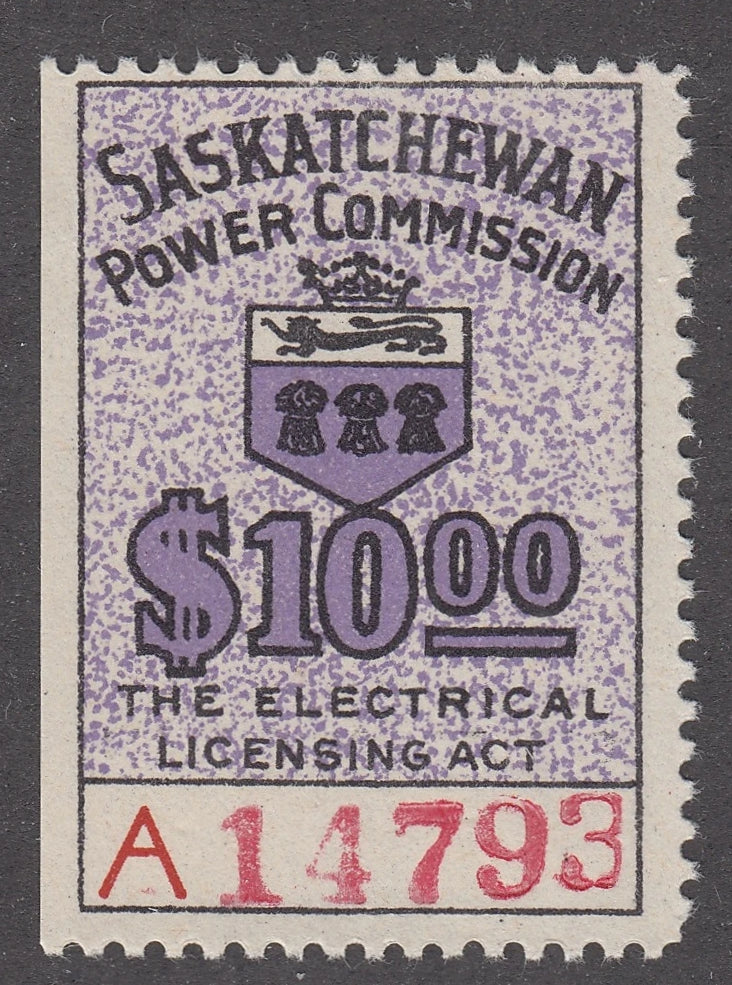 SASKATCHEWAN
POWER COMMISSION
$10 00
THE ELECTRICAL
LICENSING ACT
A 14793